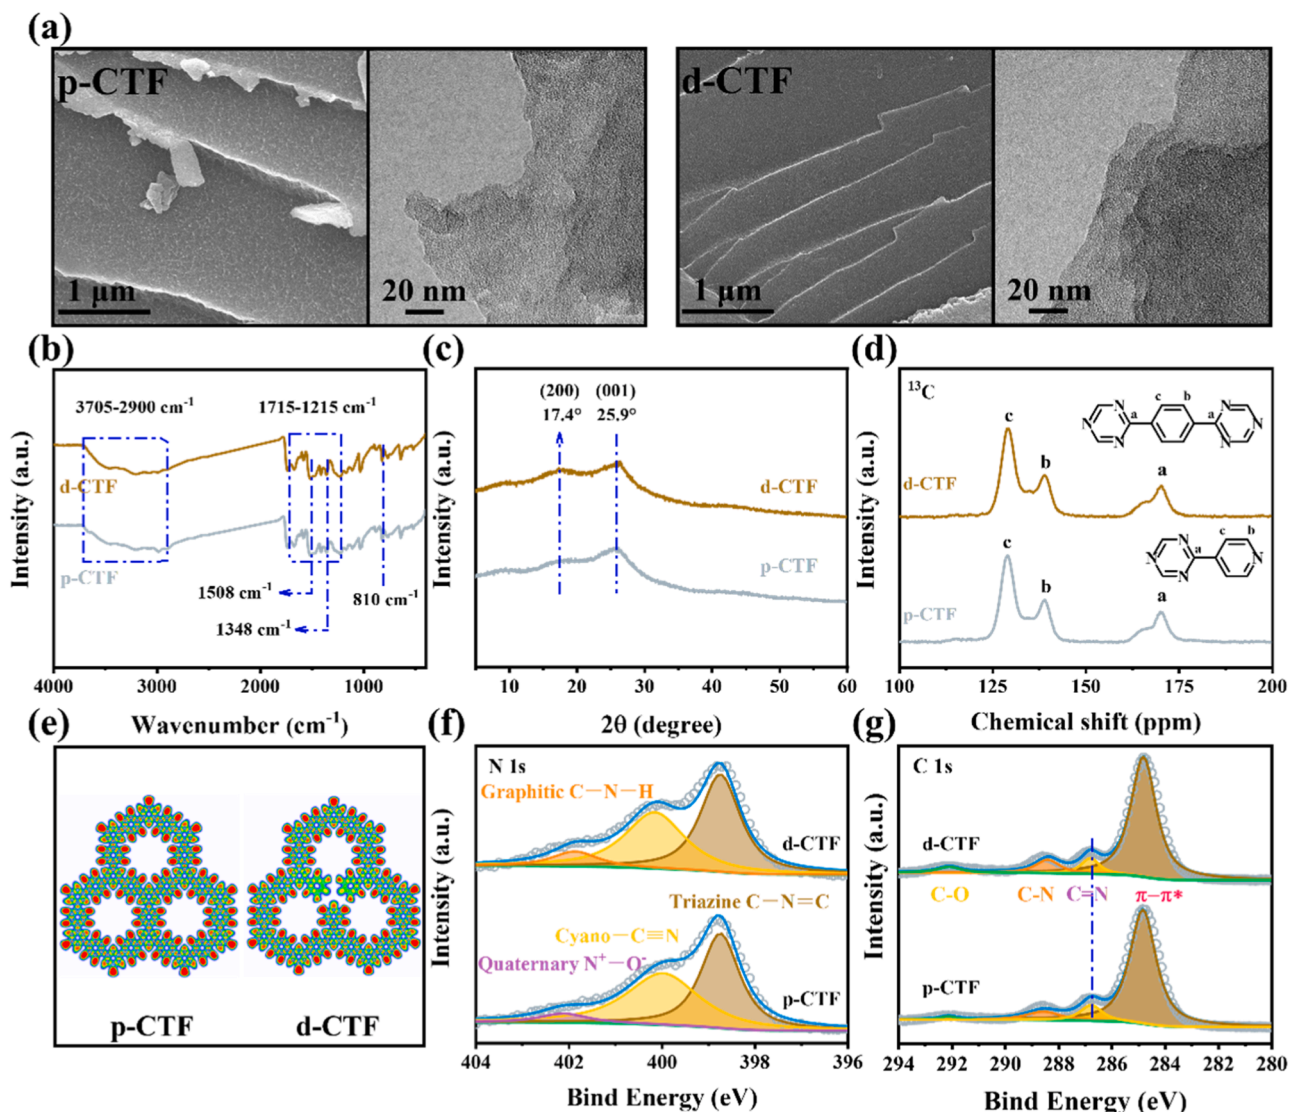 (a)
p-CTF
1 μm
20 nm
d-CTF
1 μm
20 nm
(b)
3705-2900 cm⁻¹
1715-1215 cm⁻¹
d-CTF
p-CTF
1508 cm⁻¹
810 cm⁻¹
1348 cm⁻¹
Intensity (a.u.)
4000 3000 2000 1000
Wavenumber (cm⁻¹)
(c)
(200) (001)
17.4° 25.9°
d-CTF
p-CTF
Intensity (a.u.)
10 20 30 40 50 60
2θ (degree)
(d)
¹³C
c b
a a
N N N N N N
c
b
a
d-CTF
c b
a
N N N N
c
b
a
p-CTF
Intensity (a.u.)
100 125 150 175 200
Chemical shift (ppm)
(e)
p-CTF d-CTF
(f)
N 1s
Graphitic C－N－H
d-CTF
Triazine C－N＝C
Cyano－C≡N
Quaternary N⁺－O⁻
p-CTF
Intensity (a.u.)
404 402 400 398 396
Bind Energy (eV)
(g)
C 1s
d-CTF
C-O C-N C=N π–π*
p-CTF
Intensity (a.u.)
294 292 290 288 286 284 282 280
Bind Energy (eV)